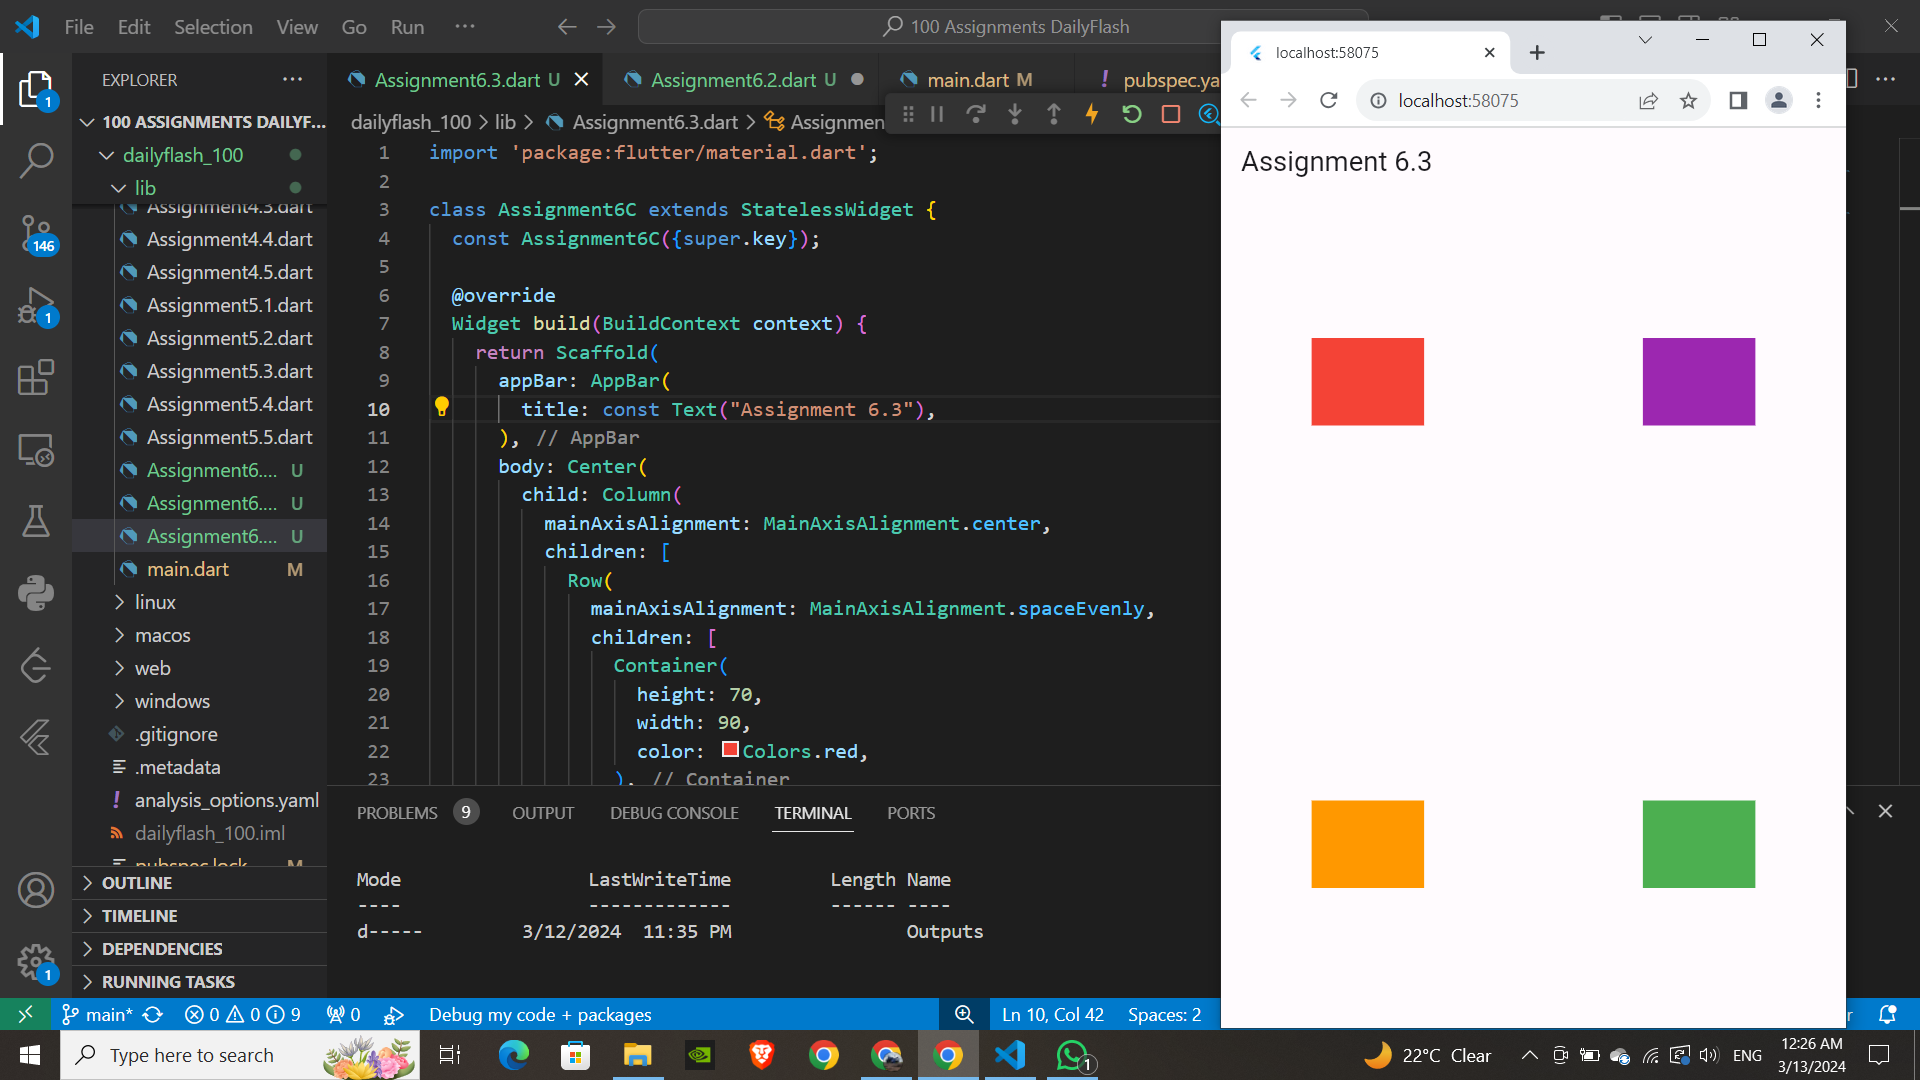 File Edit Selection View Go Run ···
100 Assignments DailyFlash
EXPLORER
100 ASSIGNMENTS DAILYF...
dailyflash_100
lib
Assignment4.3.dart
Assignment4.4.dart
Assignment4.5.dart
Assignment5.1.dart
Assignment5.2.dart
Assignment5.3.dart
Assignment5.4.dart
Assignment5.5.dart
Assignment6.... U
Assignment6.... U
Assignment6.... U
main.dart M
linux
macos
web
windows
.gitignore
.metadata
analysis_options.yaml
dailyflash_100.iml
pubspec.lock M
OUTLINE
TIMELINE
DEPENDENCIES
RUNNING TASKS
1
146
1
1
Assignment6.3.dart U
Assignment6.2.dart U
main.dart M
! pubspec.ya
dailyflash_100 > lib > Assignment6.3.dart > Assignmen
1 import 'package:flutter/material.dart';
2
3 class Assignment6C extends StatelessWidget {
4 const Assignment6C({super.key});
5
6 @override
7 Widget build(BuildContext context) {
8 return Scaffold(
9 appBar: AppBar(
10 title: const Text("Assignment 6.3"),
11 ), // AppBar
12 body: Center(
13 child: Column(
14 mainAxisAlignment: MainAxisAlignment.center,
15 children: [
16 Row(
17 mainAxisAlignment: MainAxisAlignment.spaceEvenly,
18 children: [
19 Container(
20 height: 70,
21 width: 90,
22 color: Colors.red,
23 ), // Container
PROBLEMS 9 OUTPUT DEBUG CONSOLE TERMINAL PORTS
Mode LastWriteTime Length Name
---- ------------- ------ ----
d----- 3/12/2024 11:35 PM Outputs
localhost:58075
localhost:58075
Assignment 6.3
main* 0 0 9 0 Debug my code + packages Ln 10, Col 42 Spaces: 2
Type here to search
1
22°C Clear
ENG
12:26 AM
3/13/2024